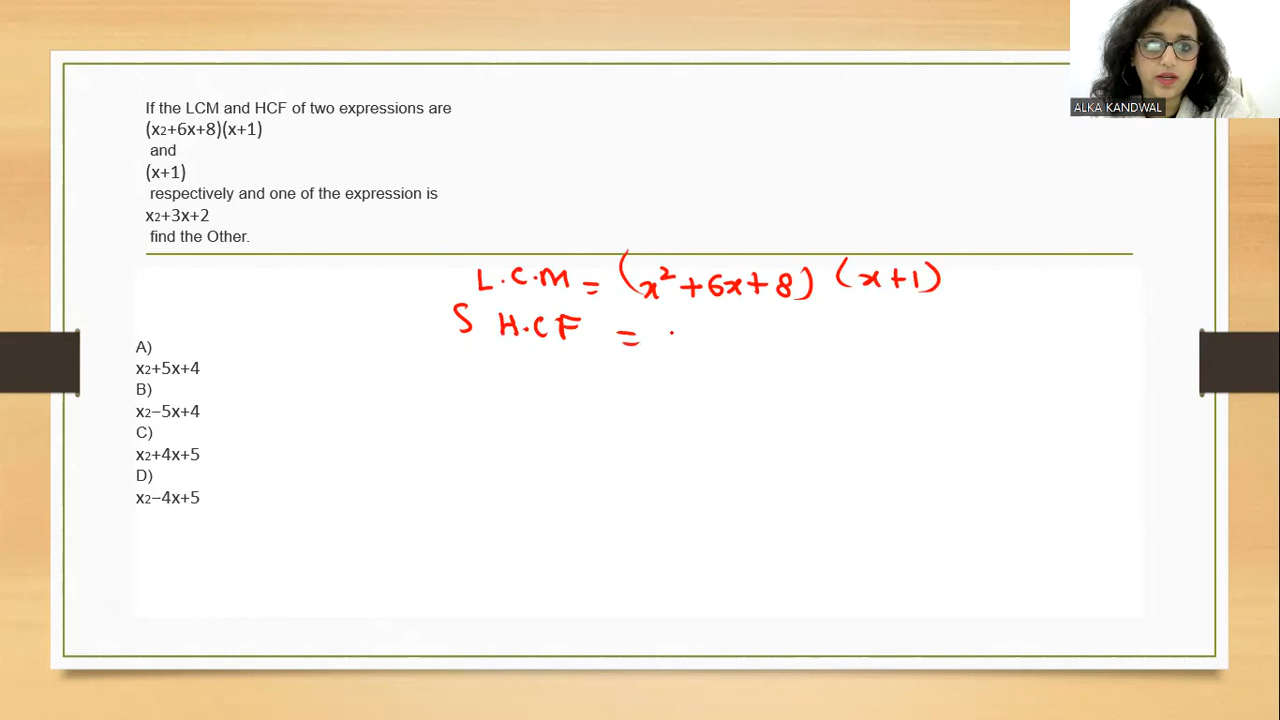 If the LCM and HCF of two expressions are
(x2+6x+8)(x+1)
and
(x+1)
respectively and one of the expression is
x2+3x+2
find the Other.
L.C.M = (x²+6x+8) (x+1)
S H.CF =
A)
x2+5x+4
B)
x2−5x+4
C)
x2+4x+5
D)
x2−4x+5
ALKA KANDWAL